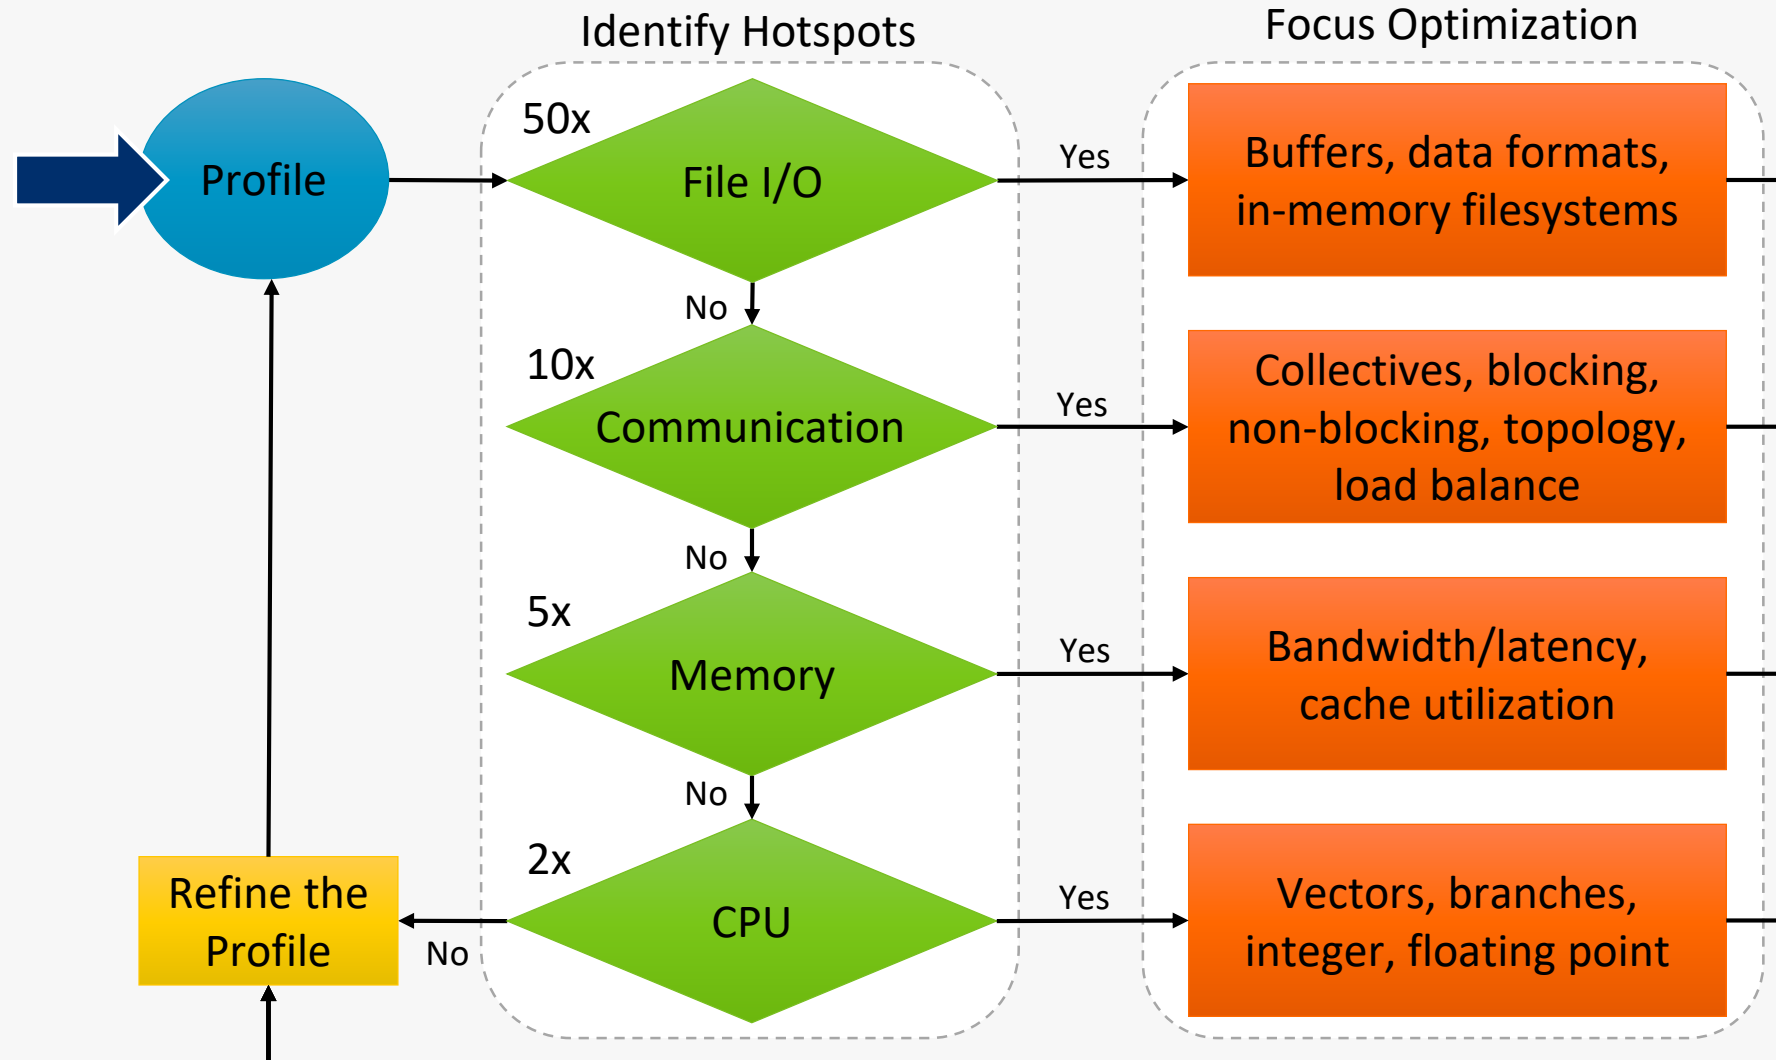 Identify Hotspots
Focus Optimization
Profile
50x
File I/O
Yes
Buffers, data formats,
in-memory filesystems
No
10x
Communication
Yes
Collectives, blocking,
non-blocking, topology,
load balance
No
5x
Memory
Yes
Bandwidth/latency,
cache utilization
No
2x
CPU
Yes
Vectors, branches,
integer, floating point
No
Refine the
Profile